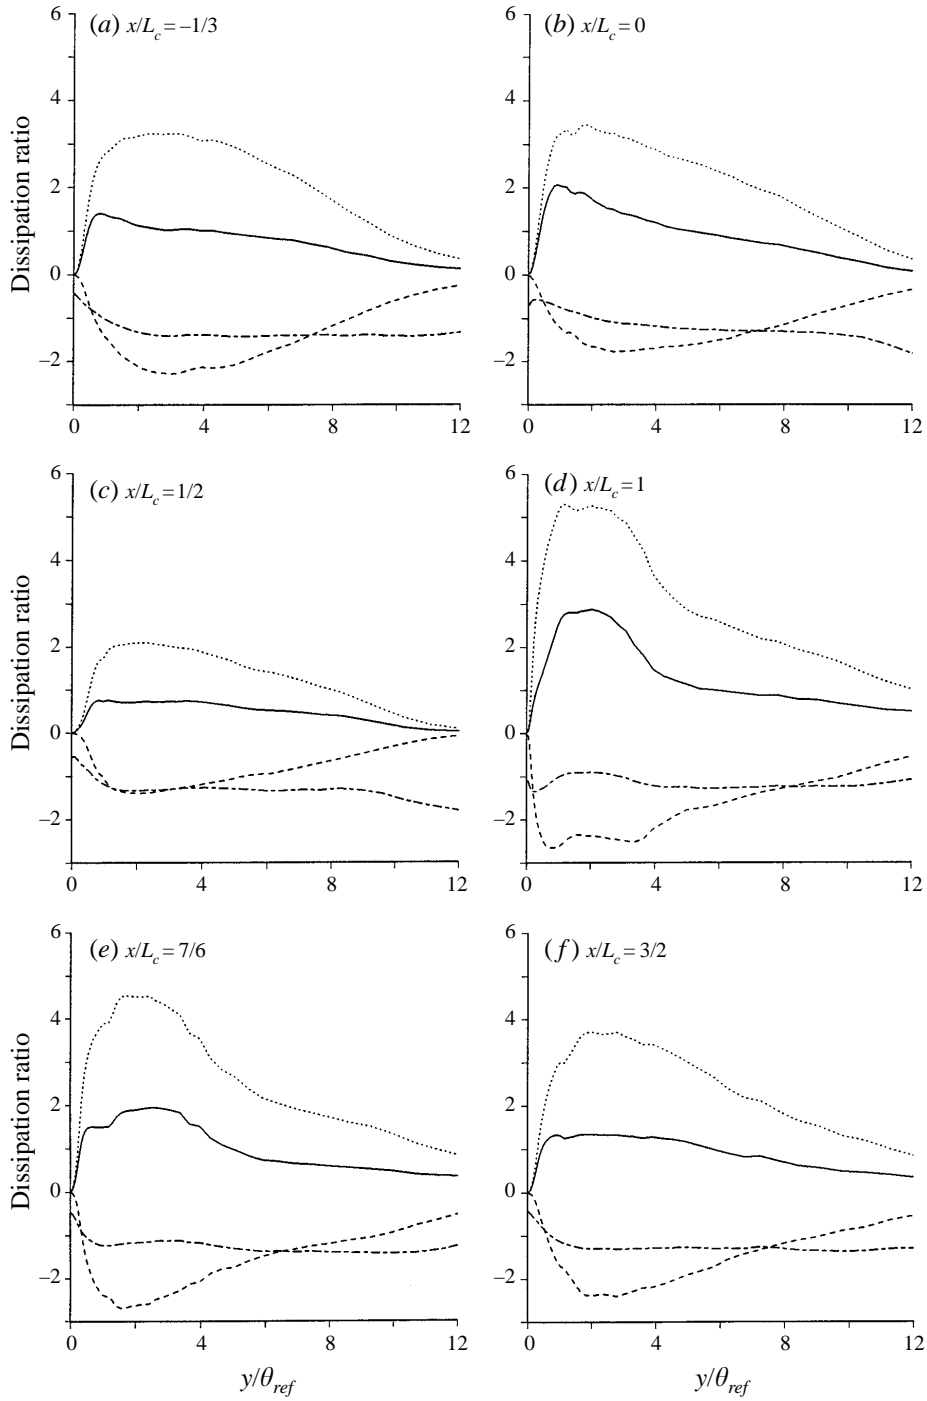 (a) x/L_c = –1/3
(b) x/L_c = 0
6
4
2
0
–2
Dissipation ratio
0 4 8 12
6
4
2
0
–2
0 4 8 12
(c) x/L_c = 1/2
(d) x/L_c = 1
6
4
2
0
–2
Dissipation ratio
0 4 8 12
6
4
2
0
–2
0 4 8 12
(e) x/L_c = 7/6
(f) x/L_c = 3/2
6
4
2
0
–2
Dissipation ratio
0 4 8 12
y/θ_ref
6
4
2
0
–2
0 4 8 12
y/θ_ref